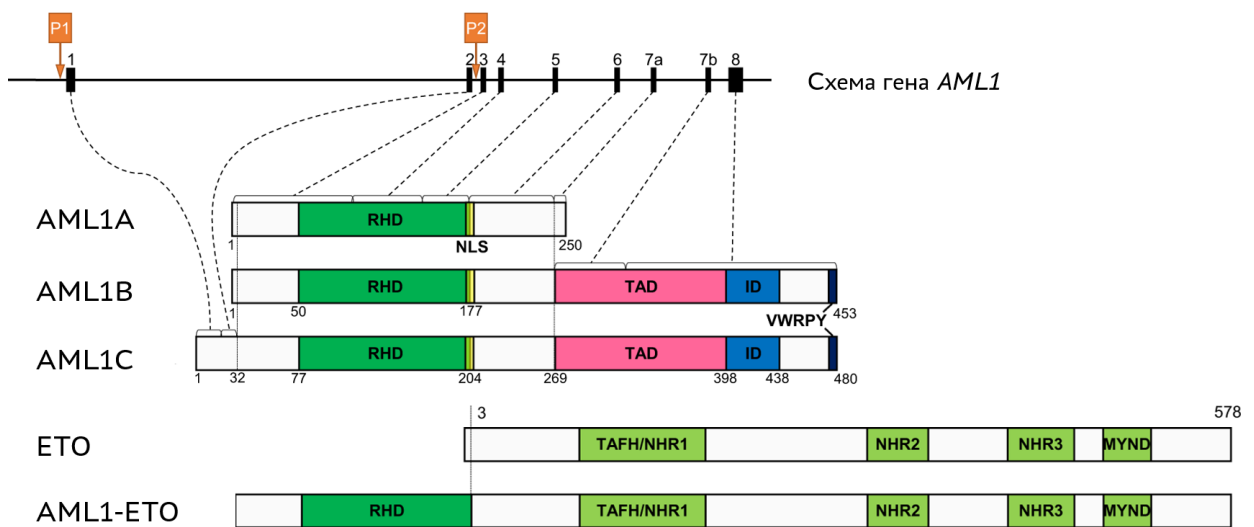 P1 P2
1 2 3 4 5 6 7a 7b 8
Схема гена AML1
AML1A RHD
1 NLS 250
AML1B RHD TAD ID
1 50 177 VWRPY 453
AML1C RHD TAD ID
1 32 77 204 269 398 438 480
3 578
ETO TAFH/NHR1 NHR2 NHR3 MYND
AML1-ETO RHD TAFH/NHR1 NHR2 NHR3 MYND